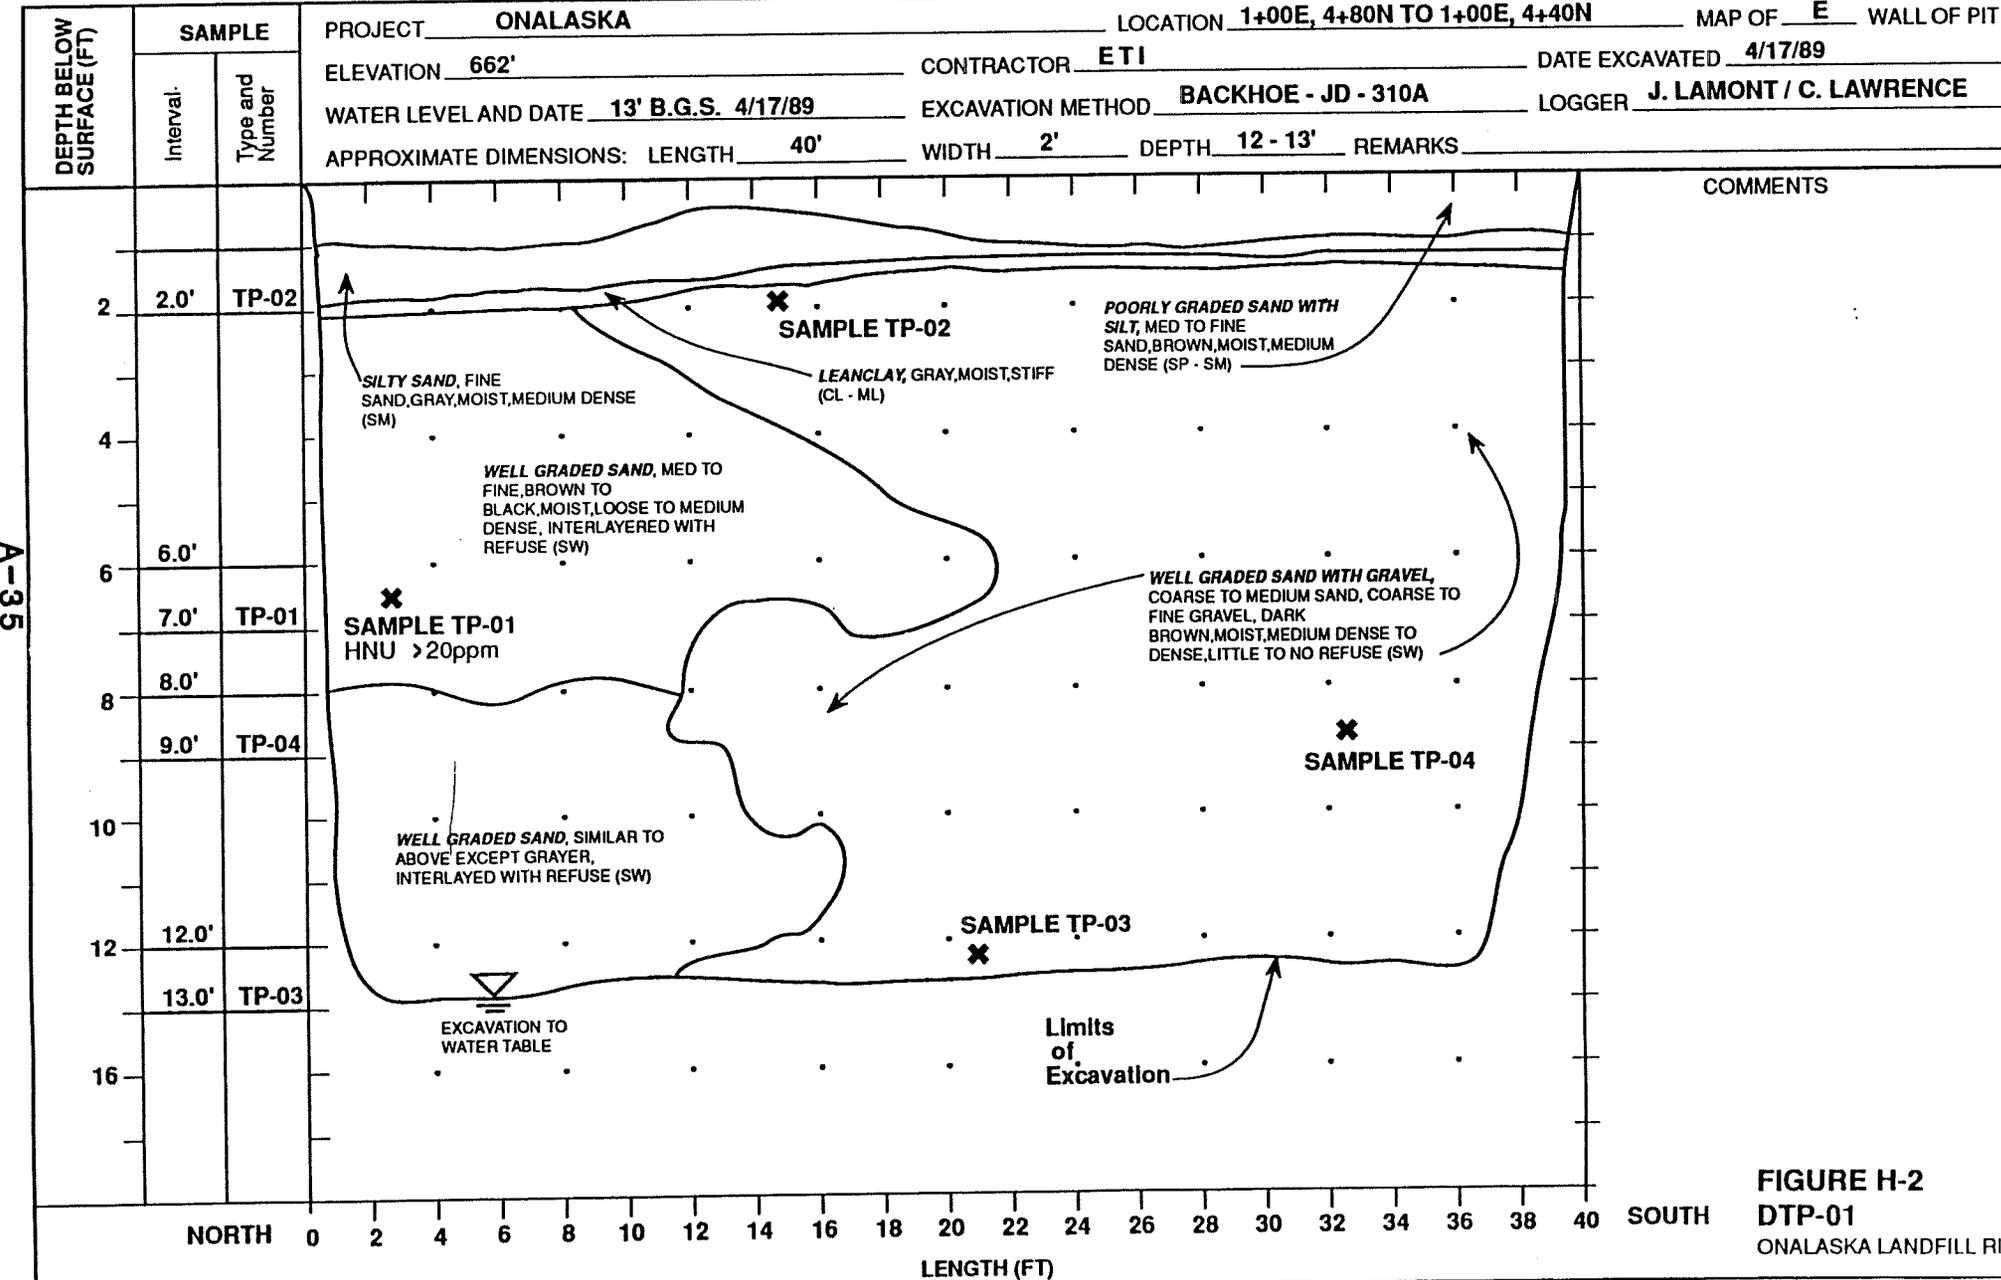 PROJECT ONALASKA LOCATION 1+00E, 4+80N TO 1+00E, 4+40N MAP OF E WALL OF PIT
ELEVATION 662' CONTRACTOR ETI DATE EXCAVATED 4/17/89
WATER LEVEL AND DATE 13' B.G.S. 4/17/89 EXCAVATION METHOD BACKHOE - JD - 310A LOGGER J. LAMONT / C. LAWRENCE
APPROXIMATE DIMENSIONS: LENGTH 40' WIDTH 2' DEPTH 12 - 13' REMARKS
DEPTH BELOW
SURFACE (FT)
SAMPLE
Interval
Type and
Number
COMMENTS
2
2.0' TP-02
4
6.0'
6
7.0' TP-01
8.0'
8
9.0' TP-04
10
12.0'
12
13.0' TP-03
16
SAMPLE TP-02
POORLY GRADED SAND WITH
SILT, MED TO FINE
SAND,BROWN,MOIST,MEDIUM
DENSE (SP - SM)
SILTY SAND, FINE
SAND,GRAY,MOIST,MEDIUM DENSE
(SM)
LEANCLAY, GRAY,MOIST,STIFF
(CL - ML)
WELL GRADED SAND, MED TO
FINE,BROWN TO
BLACK,MOIST,LOOSE TO MEDIUM
DENSE, INTERLAYERED WITH
REFUSE (SW)
SAMPLE TP-01
HNU >20ppm
WELL GRADED SAND WITH GRAVEL,
COARSE TO MEDIUM SAND, COARSE TO
FINE GRAVEL, DARK
BROWN,MOIST,MEDIUM DENSE TO
DENSE,LITTLE TO NO REFUSE (SW)
SAMPLE TP-04
WELL GRADED SAND, SIMILAR TO
ABOVE EXCEPT GRAYER,
INTERLAYED WITH REFUSE (SW)
SAMPLE TP-03
EXCAVATION TO
WATER TABLE
Limits
of
Excavation
NORTH 0 2 4 6 8 10 12 14 16 18 20 22 24 26 28 30 32 34 36 38 40 SOUTH
LENGTH (FT)
FIGURE H-2
DTP-01
ONALASKA LANDFILL RI
A-35